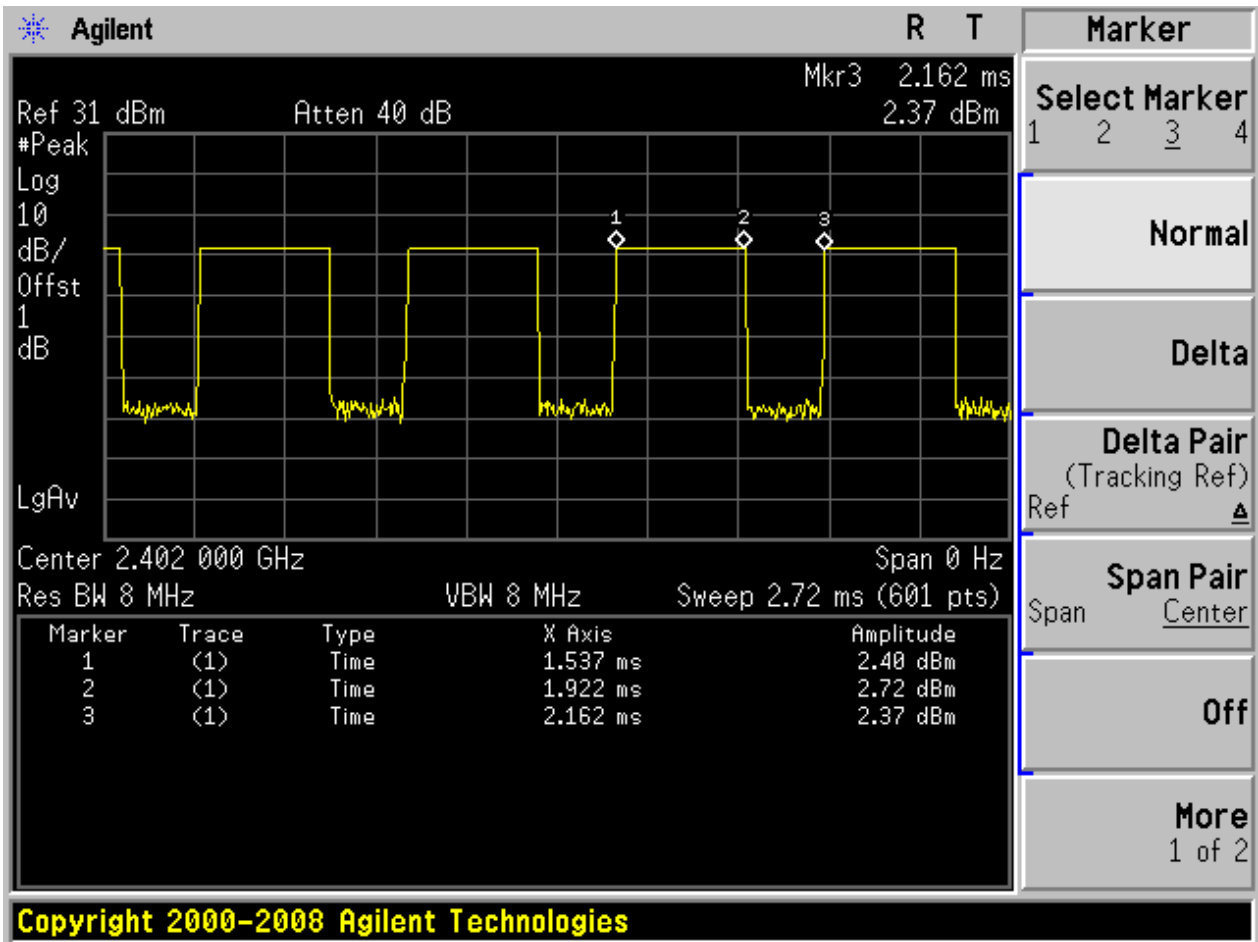 Agilent R T
Mkr3 2.162 ms
Ref 31 dBm Atten 40 dB 2.37 dBm
#Peak
Log
10
dB/
Offst
1
dB
LgAv
1 2 3
Center 2.402 000 GHz Span 0 Hz
Res BW 8 MHz VBW 8 MHz Sweep 2.72 ms (601 pts)
Marker Trace Type X Axis Amplitude
1 (1) Time 1.537 ms 2.40 dBm
2 (1) Time 1.922 ms 2.72 dBm
3 (1) Time 2.162 ms 2.37 dBm
Copyright 2000-2008 Agilent Technologies
Marker
Select Marker
1 2 3 4
Normal
Delta
Delta Pair
(Tracking Ref)
Ref Δ
Span Pair
Span Center
Off
More
1 of 2